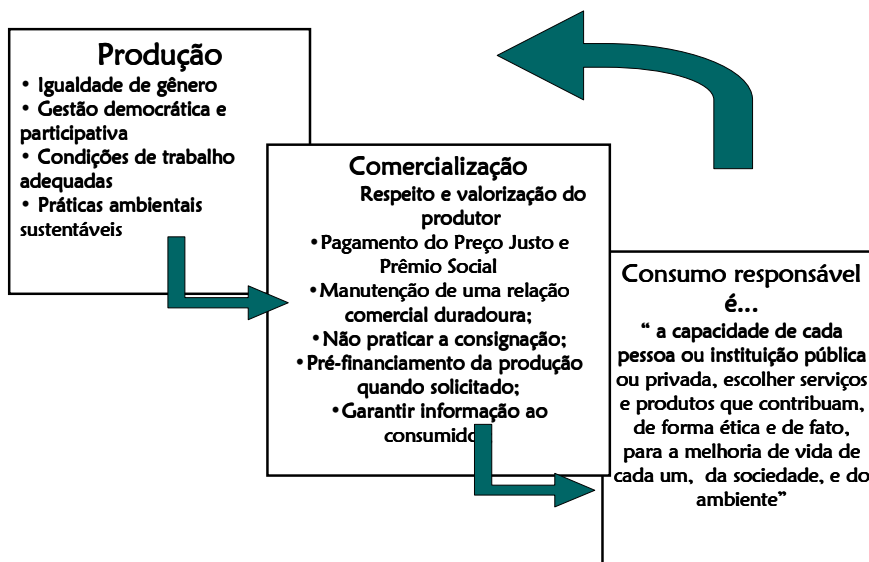 Produção
• Igualdade de gênero
• Gestão democrática e
participativa
• Condições de trabalho
adequadas
• Práticas ambientais
sustentáveis
Comercialização
Respeito e valorização do
produtor
•Pagamento do Preço Justo e
Prêmio Social
•Manutenção de uma relação
comercial duradoura;
•Não praticar a consignação;
•Pré-financiamento da produção
quando solicitado;
•Garantir informação ao
Consumo responsável
é...
“ a capacidade de cada
pessoa ou instituição pública
ou privada, escolher serviços
e produtos que contribuam,
de forma ética e de fato,
para a melhoria de vida de
cada um, da sociedade, e do
ambiente”